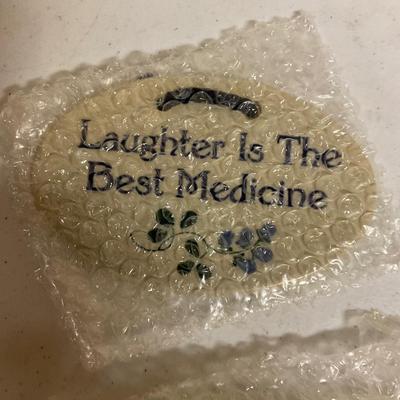 Laughter Is The
Best Medicine